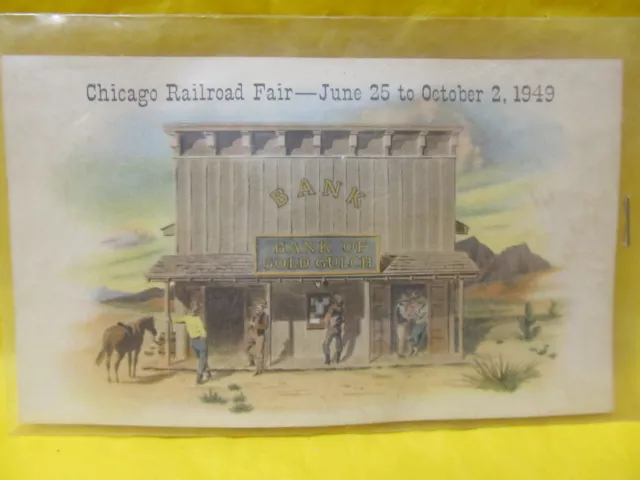 Chicago Railroad Fair—June 25 to October 2, 1949
BANK
BANK OF
GOLD GULCH